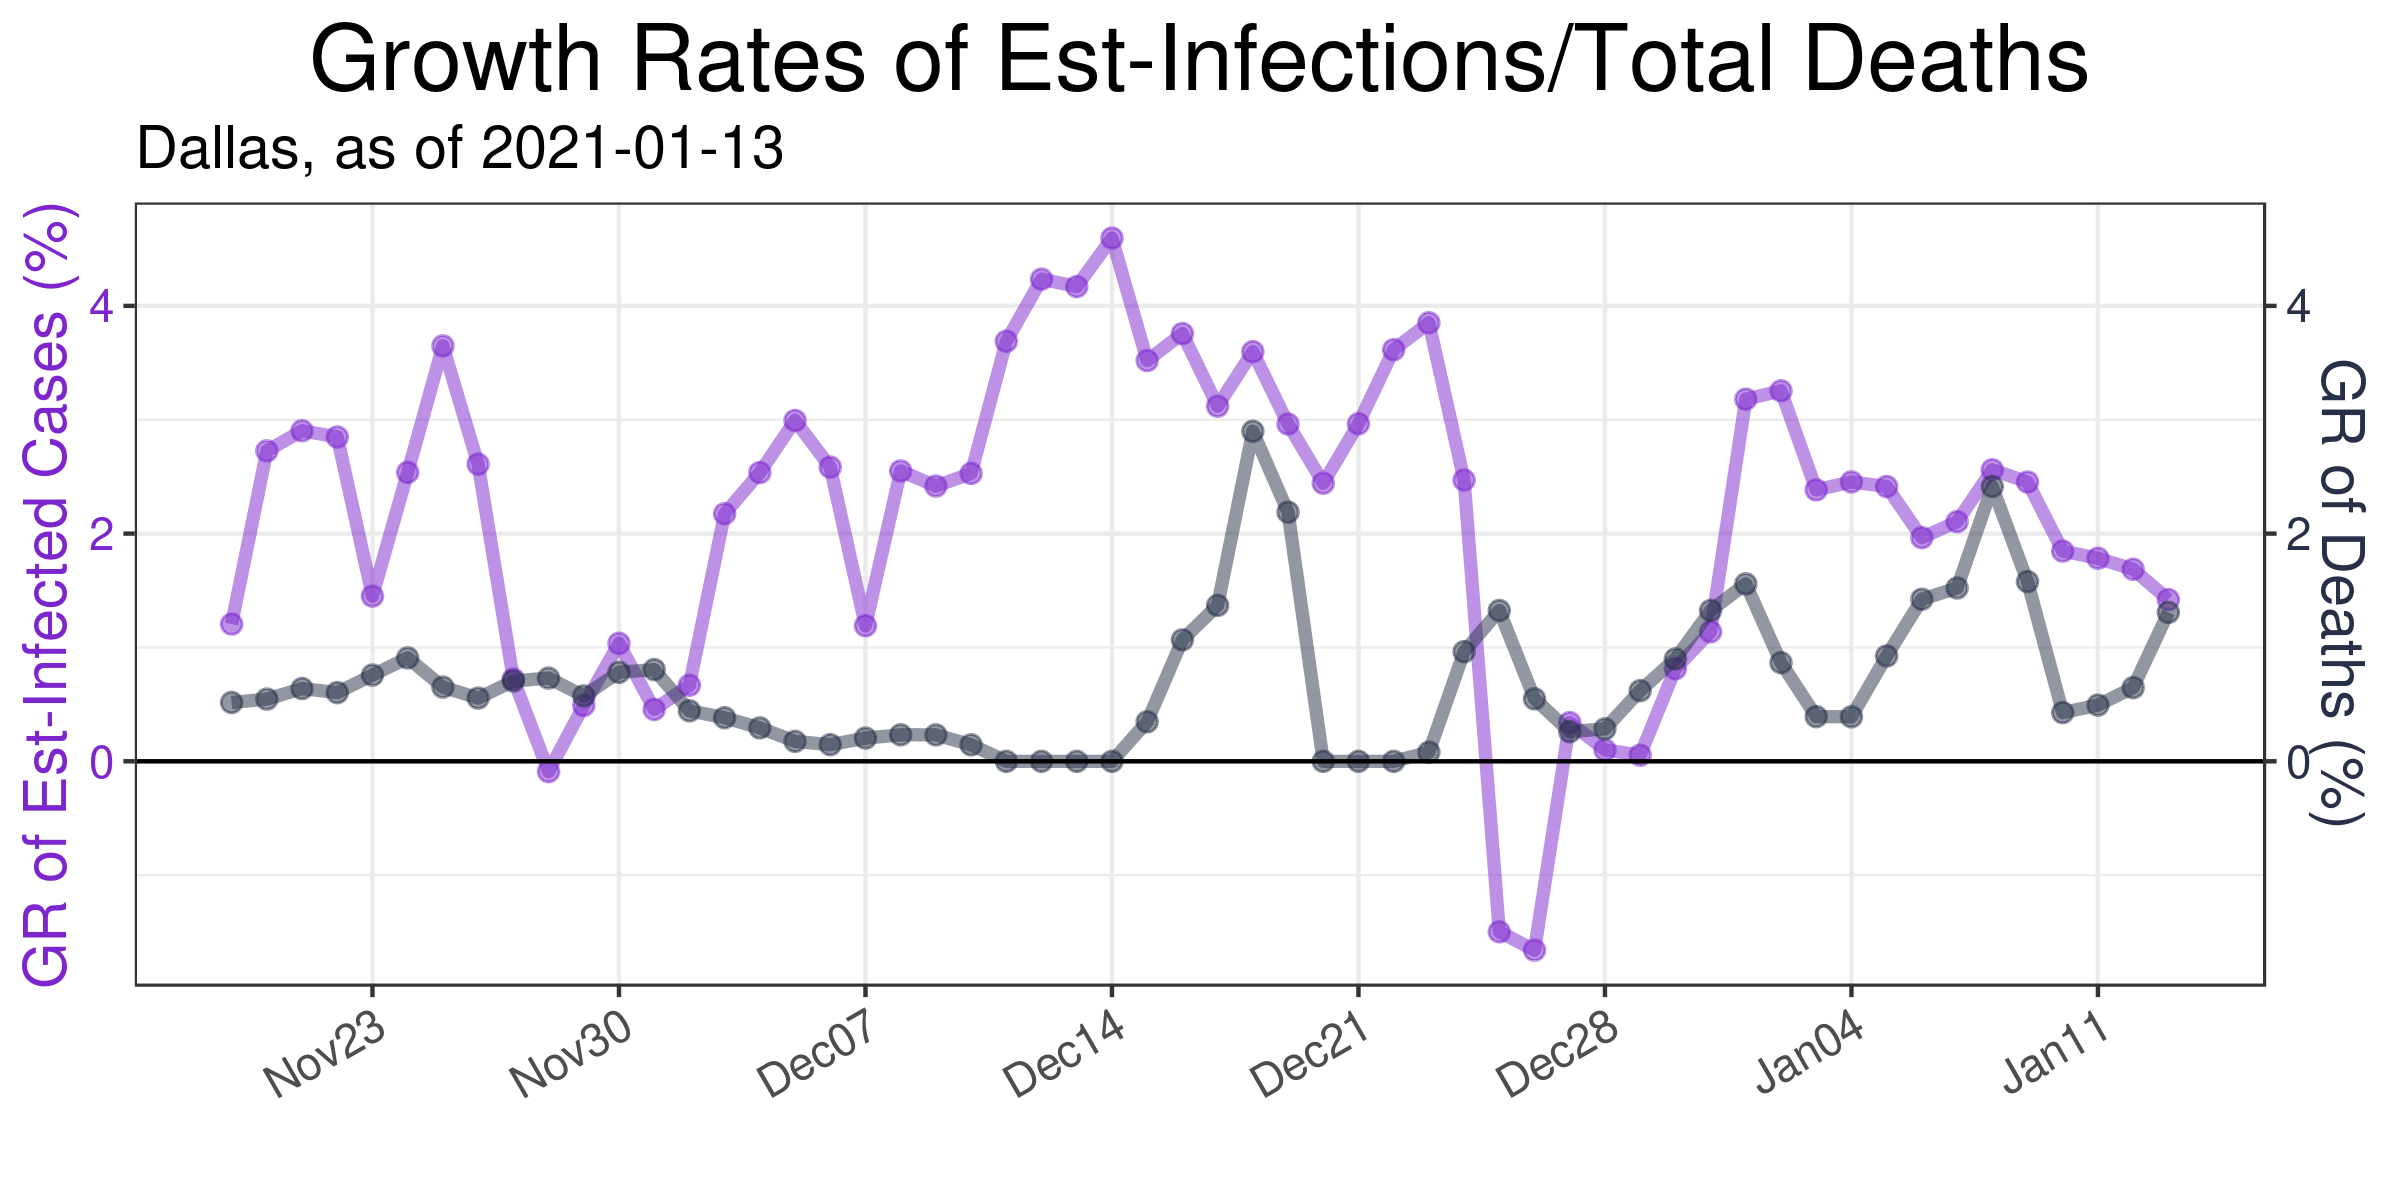 Growth Rates of Est-Infections/Total Deaths
Dallas, as of 2021-01-13
GR of Est-Infected Cases (%)
4
2
0
4
2
0
GR of Deaths (%)
Nov23
Nov30
Dec07
Dec14
Dec21
Dec28
Jan04
Jan11